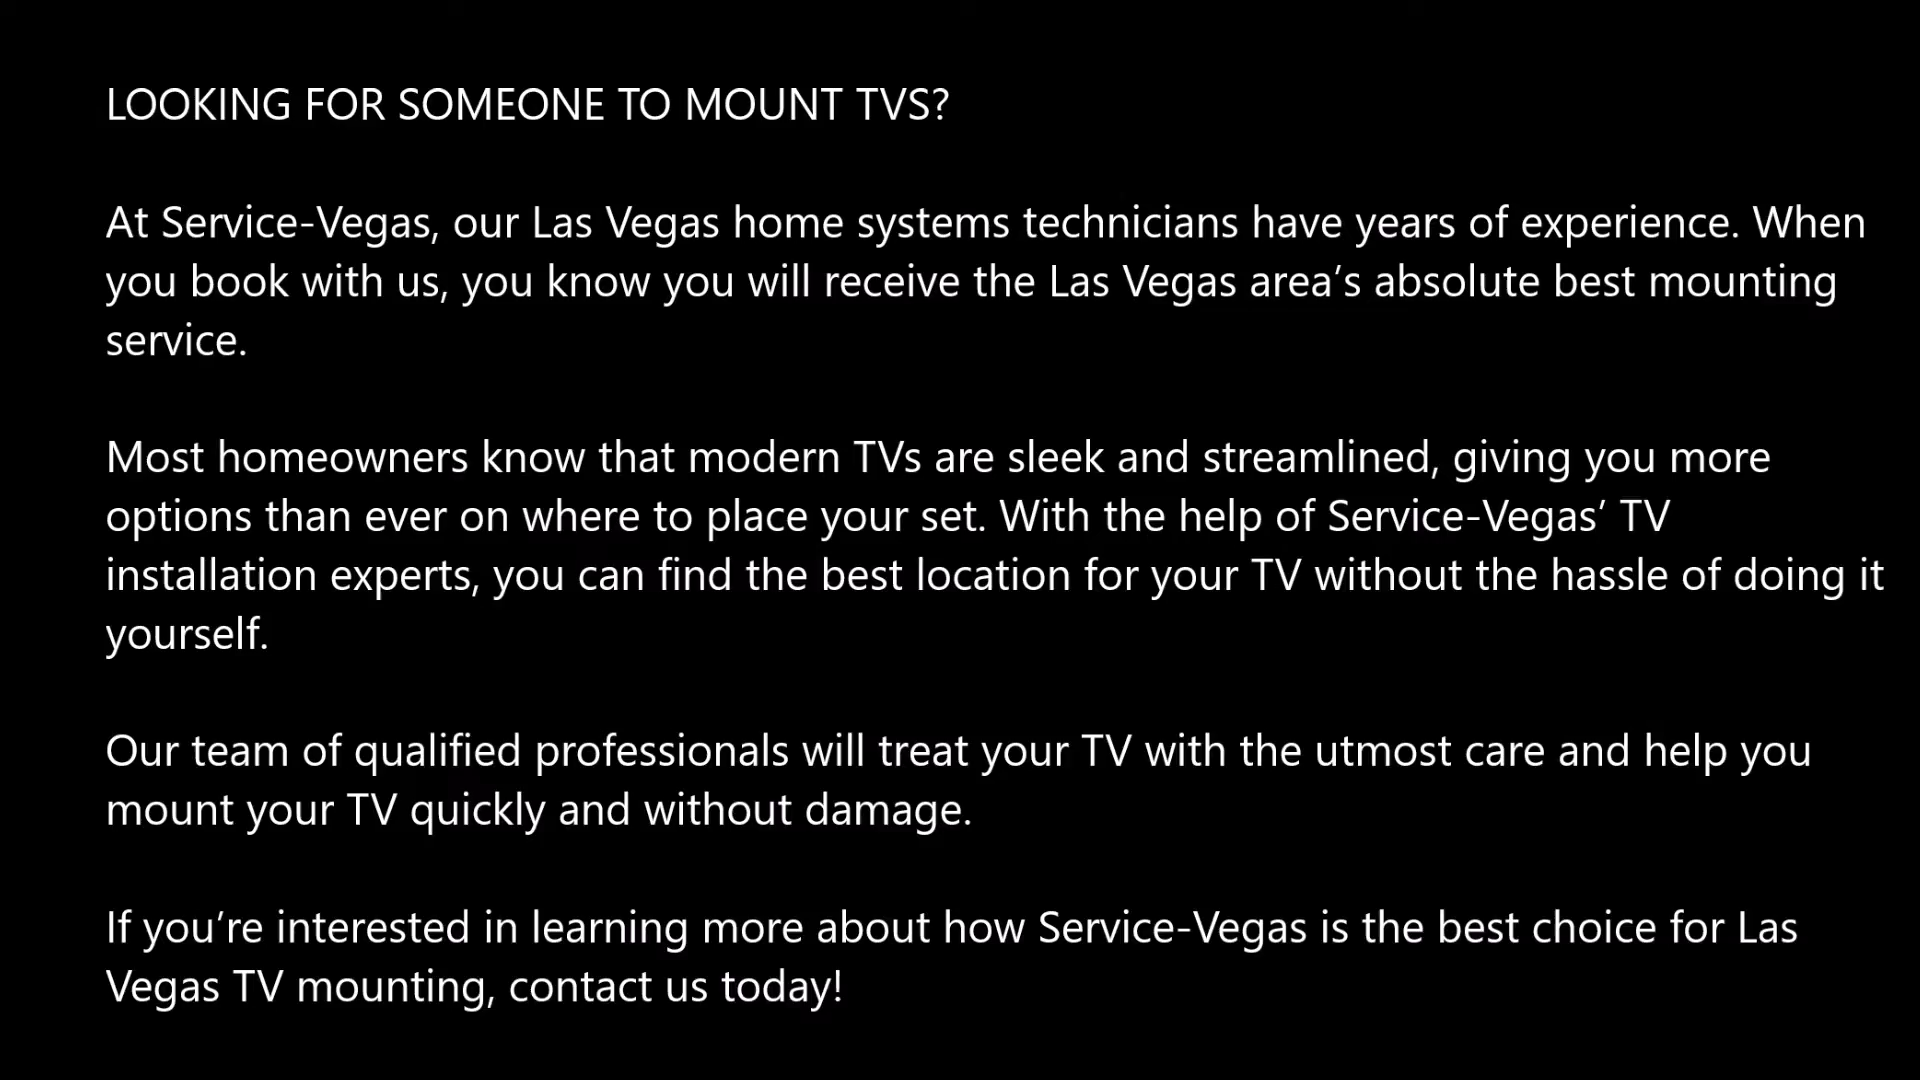 LOOKING FOR SOMEONE TO MOUNT TVS?
At Service-Vegas, our Las Vegas home systems technicians have years of experience. When
you book with us, you know you will receive the Las Vegas area’s absolute best mounting
service.
Most homeowners know that modern TVs are sleek and streamlined, giving you more
options than ever on where to place your set. With the help of Service-Vegas’ TV
installation experts, you can find the best location for your TV without the hassle of doing it
yourself.
Our team of qualified professionals will treat your TV with the utmost care and help you
mount your TV quickly and without damage.
If you’re interested in learning more about how Service-Vegas is the best choice for Las
Vegas TV mounting, contact us today!